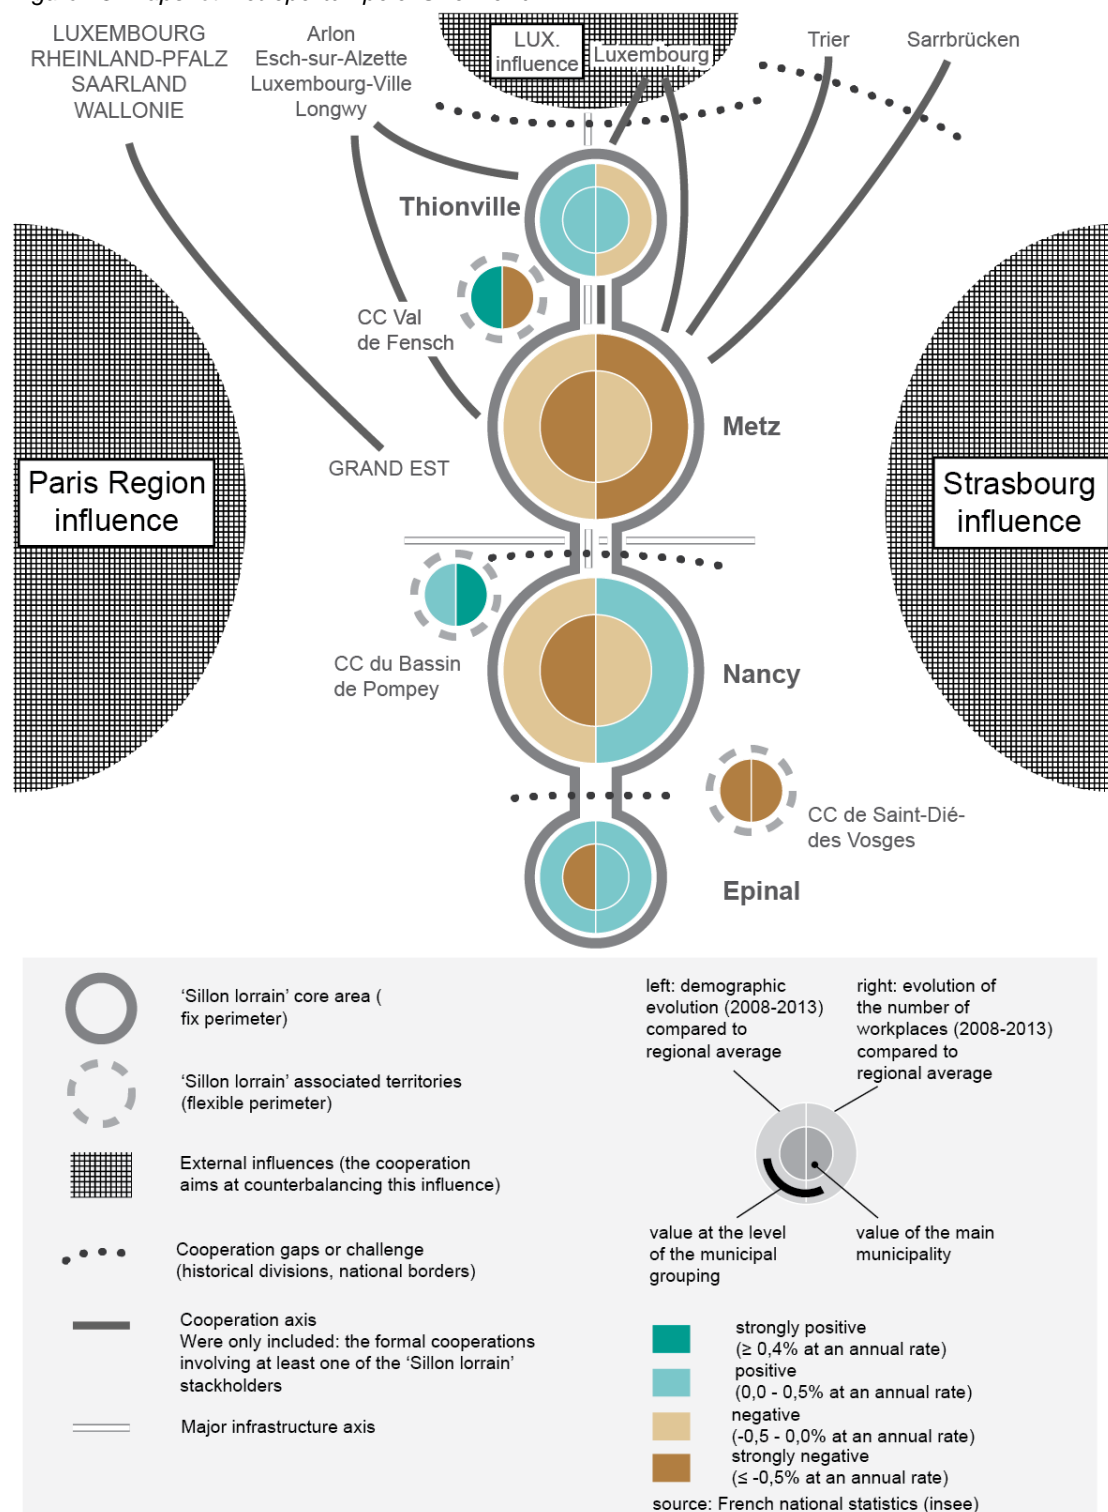 LUXEMBOURG
RHEINLAND-PFALZ
SAARLAND
WALLONIE
Arlon
Esch-sur-Alzette
Luxembourg-Ville
Longwy
LUX.
influence
Luxembourg
Trier
Sarrbrücken
Thionville
CC Val
de Fensch
Metz
GRAND EST
Paris Region
influence
Strasbourg
influence
CC du Bassin
de Pompey
Nancy
CC de Saint-Dié-
des Vosges
Epinal
'Sillon lorrain' core area (
fix perimeter)
'Sillon lorrain' associated territories
(flexible perimeter)
External influences (the cooperation
aims at counterbalancing this influence)
Cooperation gaps or challenge
(historical divisions, national borders)
Cooperation axis
Were only included: the formal cooperations
involving at least one of the 'Sillon lorrain'
stackholders
Major infrastructure axis
left: demographic
evolution (2008-2013)
compared to
regional average
right: evolution of
the number of
workplaces (2008-2013)
compared to
regional average
value at the level
of the municipal
grouping
value of the main
municipality
strongly positive
(≥ 0,4% at an annual rate)
positive
(0,0 - 0,5% at an annual rate)
negative
(-0,5 - 0,0% at an annual rate)
strongly negative
(≤ -0,5% at an annual rate)
source: French national statistics (insee)